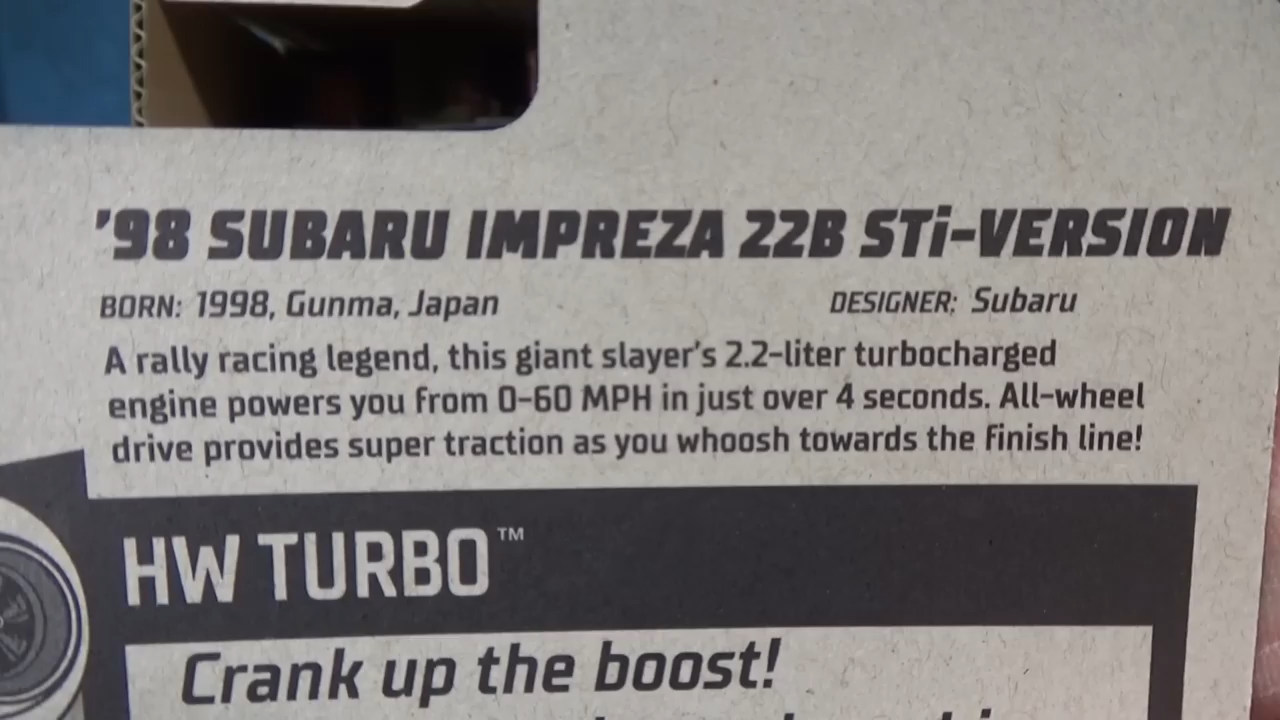 '98 SUBARU IMPREZA 22B STi-VERSION
BORN: 1998, Gunma, Japan DESIGNER: Subaru
A rally racing legend, this giant slayer's 2.2-liter turbocharged
engine powers you from 0-60 MPH in just over 4 seconds. All-wheel
drive provides super traction as you whoosh towards the finish line!
HW TURBO™
Crank up the boost!